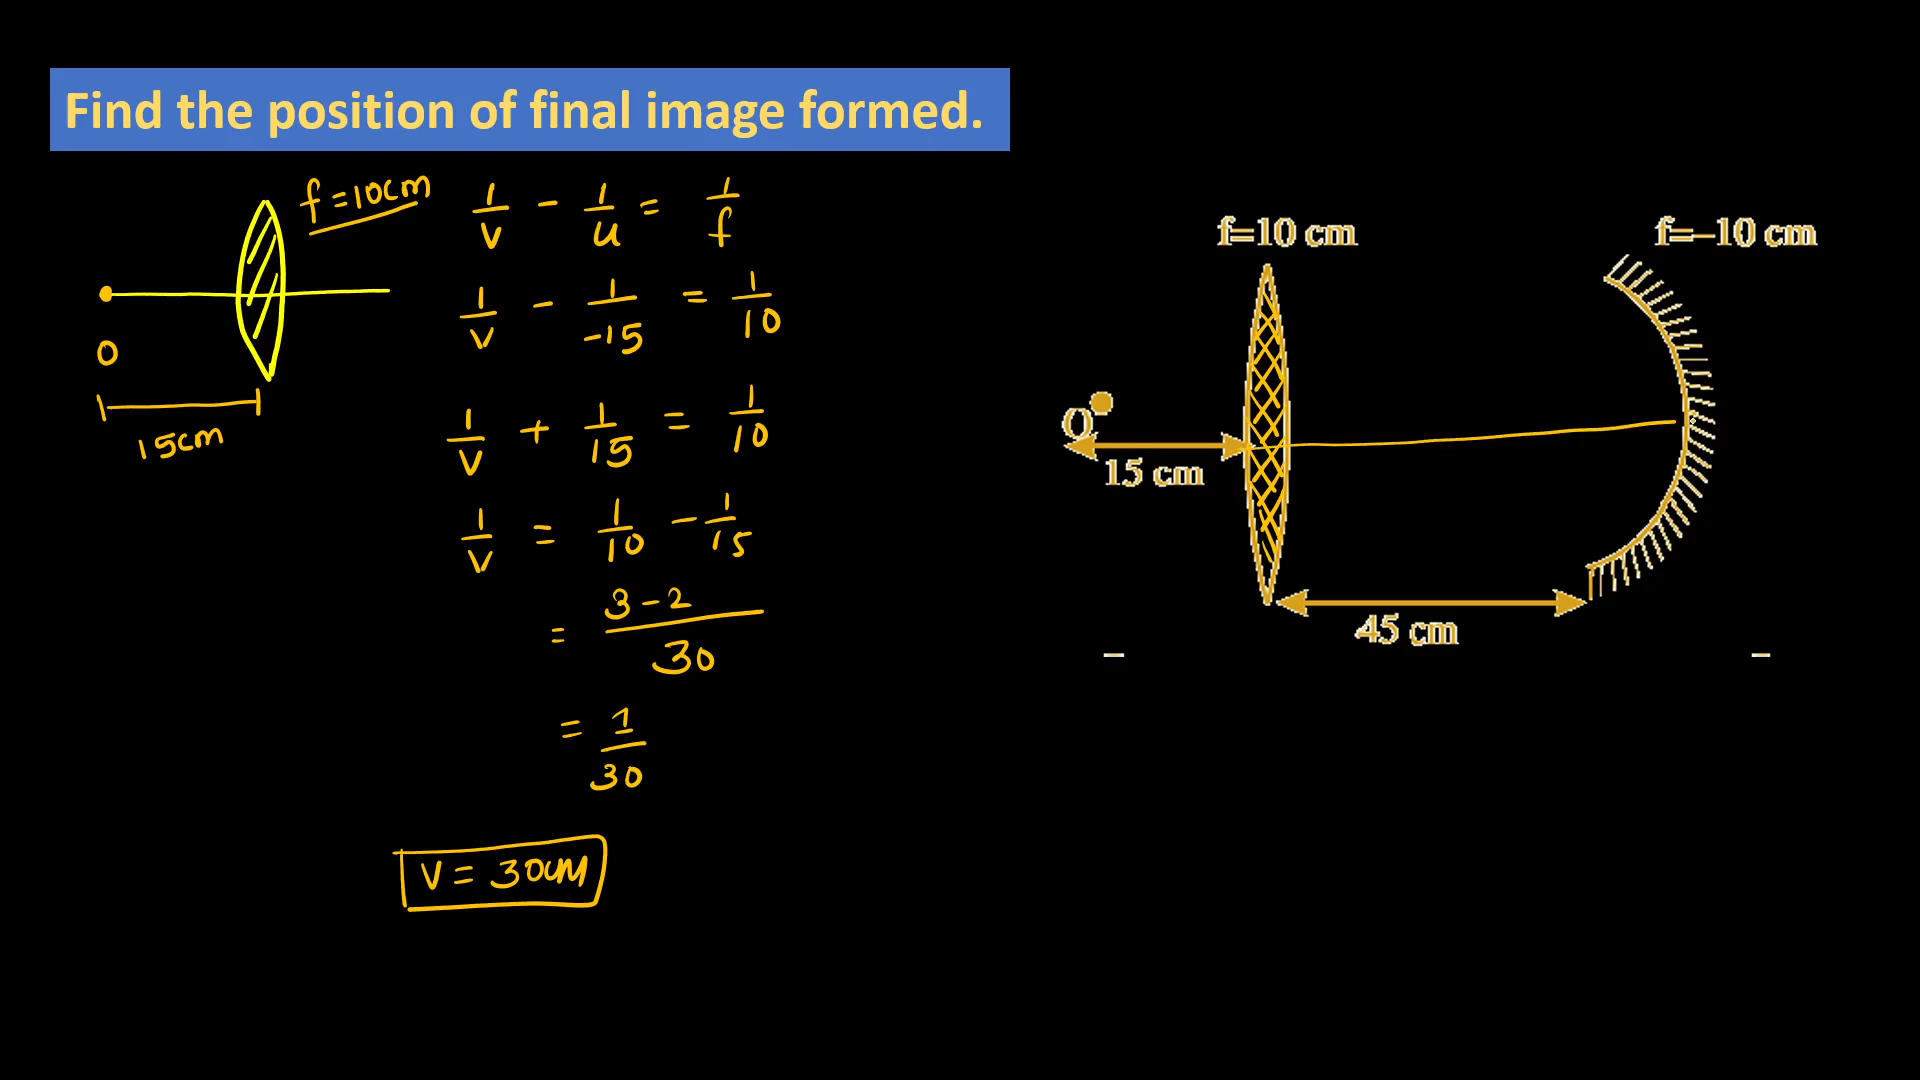 Find the position of final image formed.
f=10cm
O
15cm
1/v - 1/u = 1/f
1/v - 1/-15 = 1/10
1/v + 1/15 = 1/10
1/v = 1/10 - 1/15
= 3-2/30
= 1/30
v = 30cm
f=10 cm
f=–10 cm
O
15 cm
45 cm